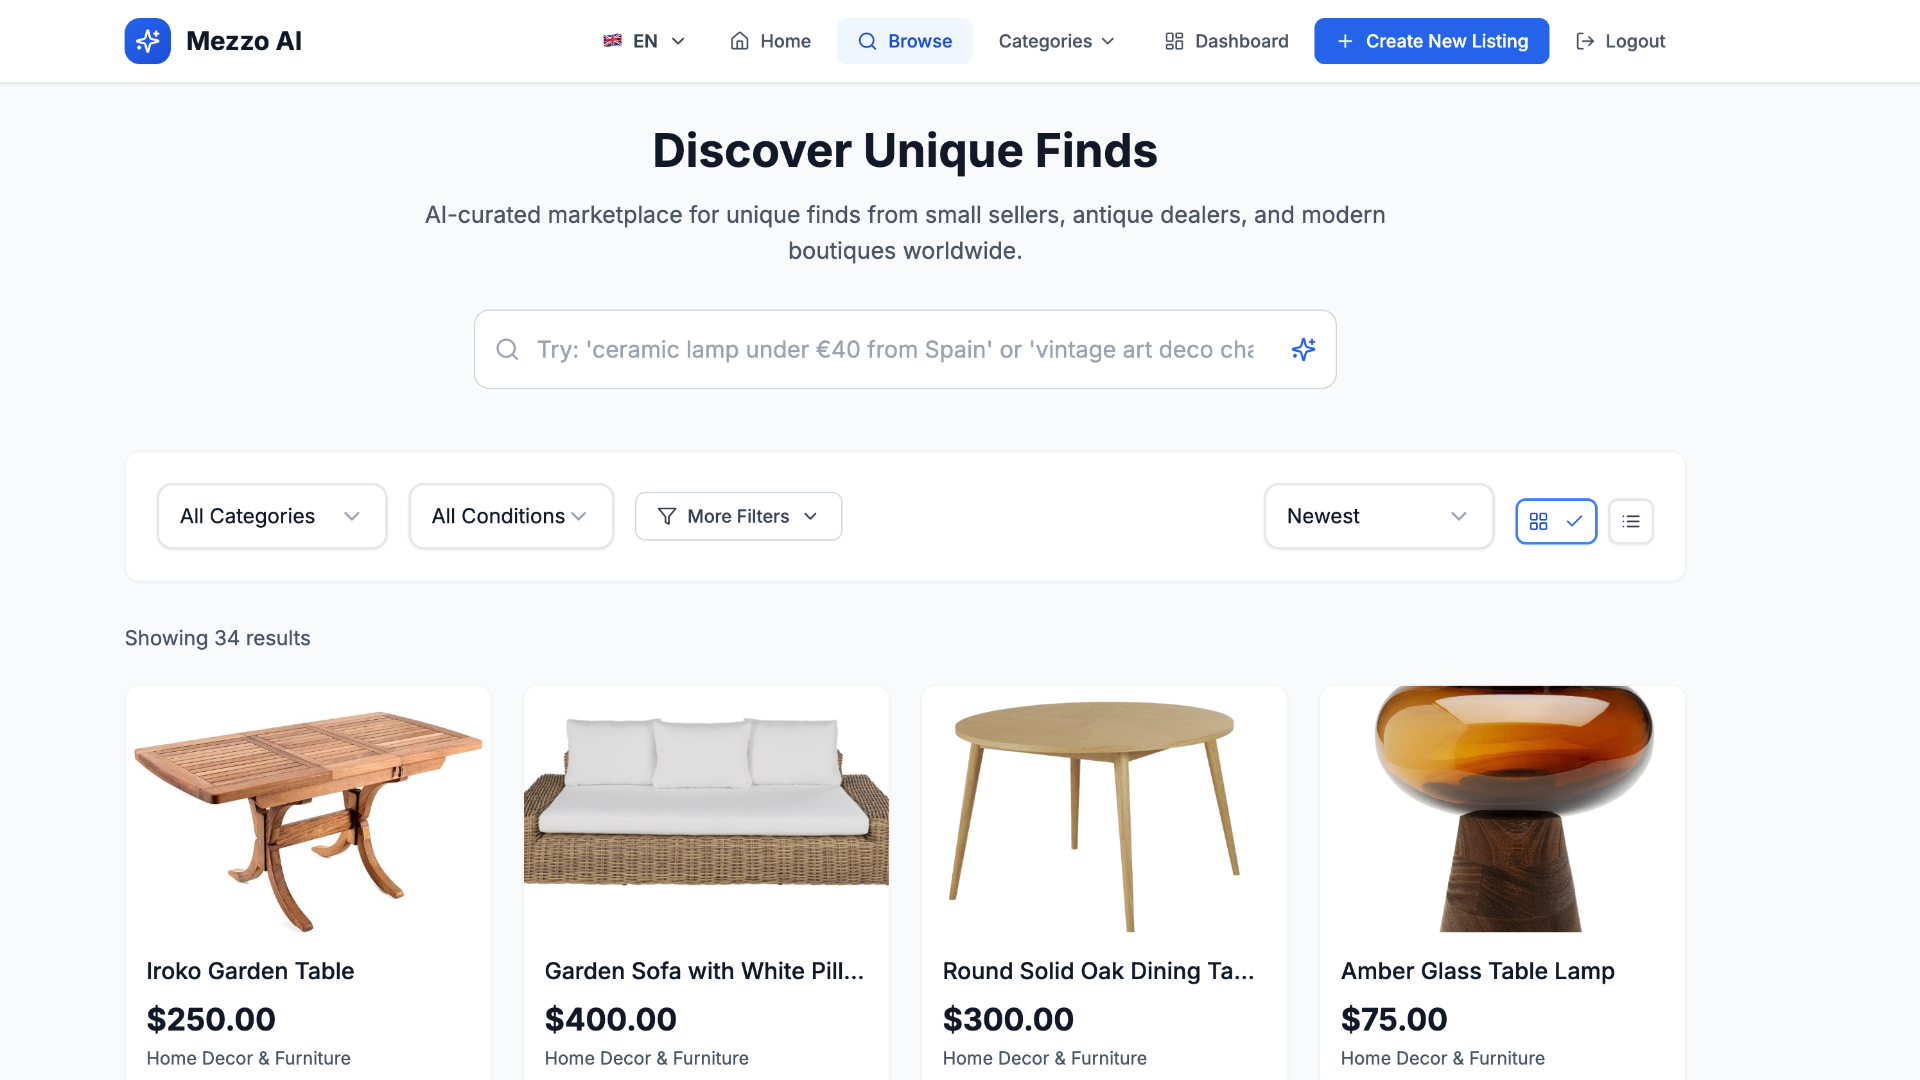 Mezzo AI
EN
Home
Browse
Categories
Dashboard
Create New Listing
Logout
Discover Unique Finds
AI-curated marketplace for unique finds from small sellers, antique dealers, and modern
boutiques worldwide.
Try: 'ceramic lamp under €40 from Spain' or 'vintage art deco cha
All Categories
All Conditions
More Filters
Newest
Showing 34 results
Iroko Garden Table
$250.00
Home Decor & Furniture
Garden Sofa with White Pill...
$400.00
Home Decor & Furniture
Round Solid Oak Dining Ta...
$300.00
Home Decor & Furniture
Amber Glass Table Lamp
$75.00
Home Decor & Furniture